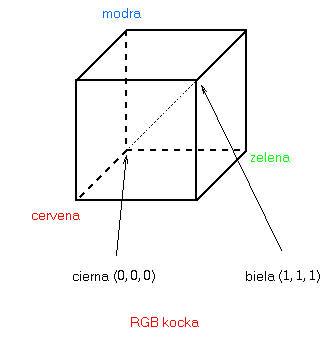 modra
zelena
cervena
cierna (0, 0, 0)
biela (1, 1, 1)
RGB kocka